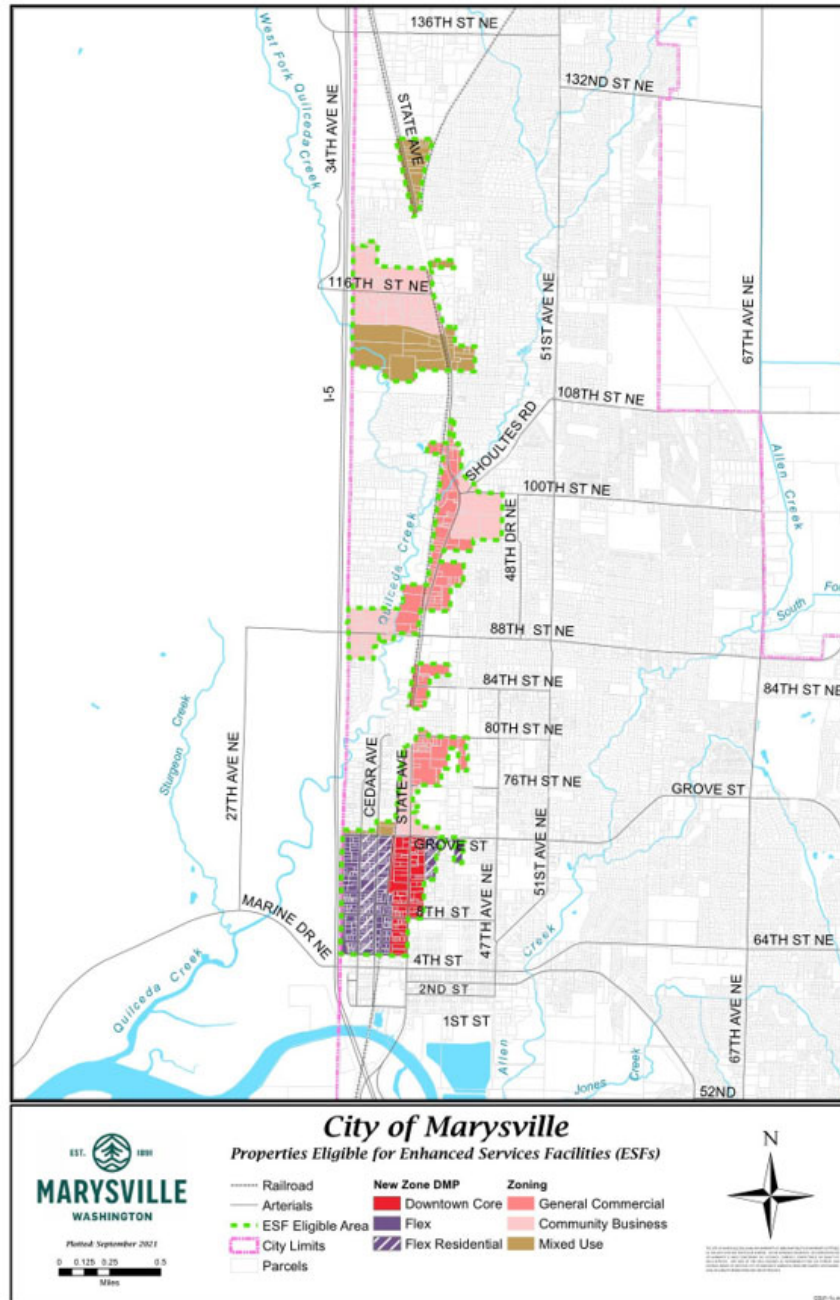 136TH ST NE
132ND ST NE
West Fork Quilceda Creek
34TH AVE NE
STATE AVE
116TH ST NE
51ST AVE NE
67TH AVE NE
I-5
108TH ST NE
SHOULTES RD
Allen Creek
100TH ST NE
48TH DR NE
Quilceda Creek
South
88TH ST NE
84TH ST NE
84TH ST NE
Sturgeon Creek
27TH AVE NE
CEDAR AVE
STATE AVE
80TH ST NE
76TH ST NE
GROVE ST
51ST AVE NE
GROVE ST
MARINE DR NE
8TH ST
47TH AVE NE
64TH ST NE
4TH ST
Quilceda Creek
2ND ST
1ST ST
Allen Creek
Jones Creek
67TH AVE NE
52ND
City of Marysville
Properties Eligible for Enhanced Services Facilities (ESFs)
EST. 1891
MARYSVILLE
WASHINGTON
Plotted: September 2021
0 0.125 0.25 0.5
Miles
Railroad
Arterials
ESF Eligible Area
City Limits
Parcels
New Zone DMP
Downtown Core
Flex
Flex Residential
Zoning
General Commercial
Community Business
Mixed Use
N